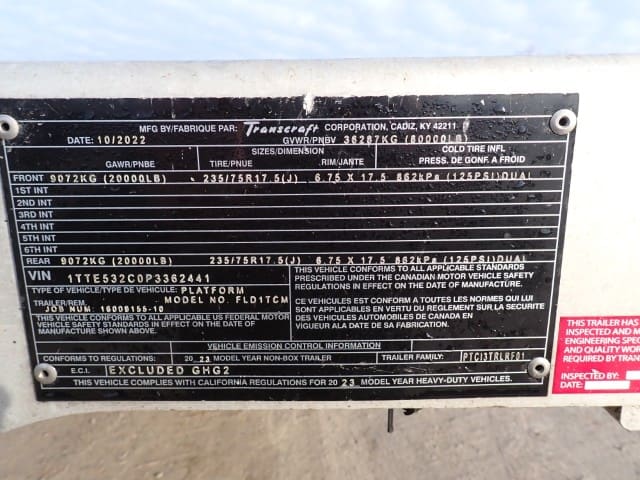 MFG BY/FABRIQUE PAR: Transcraft CORPORATION, CADIZ, KY 42211
DATE: 10/2022 GVWR/PNBV 36287KG (80000LB)
SIZES/DIMENSION COLD TIRE INFL
GAWR/PNBE TIRE/PNUE RIM/JANTE PRESS. DE GONF. A FROID
FRONT 9072KG (20000LB) 235/75R17.5(J) 6.75 X 17.5 862kPa (125PSI)DUAL
1ST INT
2ND INT
3RD INT
4TH INT
5TH INT
6TH INT
REAR 9072KG (20000LB) 235/75R17.5(J) 6.75 X 17.5 862kPa (125PSI)DUAL
VIN 1TTE532C0P3362441
TYPE OF VEHICLE/TYPE DE VEHICULE: PLATFORM
TRAILER/REM. MODEL NO. FLD1TCM
JOB NUM: 16008155-10
THIS VEHICLE CONFORMS TO ALL APPLICABLE US FEDERAL MOTOR VEHICLE SAFETY STANDARDS IN EFFECT ON THE DATE OF MANUFACTURE.
THIS VEHICLE CONFORMS TO ALL APPLICABLE STANDARDS
PRESCRIBED UNDER THE CANADIAN MOTOR VEHICLE SAFETY
REGULATIONS IN EFFECT ON THE DATE OF MANUFACTURE.
CE VEHICULE EST CONFORME A TOUTES LES NORMES QUI LUI
SONT APPLICABLES EN VERTU DU REGLEMENT SUR LA SECURITE
DES VEHICULES AUTOMOBILES DE CANADA EN
VIGUEUR ALA DATE DE SA FABRICATION.
VEHICLE EMISSION CONTROL INFORMATION
CONFORMS TO REGULATIONS: 20 23 MODEL YEAR NON-BOX TRAILER TRAILER FAMILY: PTCI3TRLRF01
E.C.I. EXCLUDED GHG2
THIS VEHICLE COMPLIES WITH CALIFORNIA REGULATIONS FOR 20 23 MODEL YEAR HEAVY-DUTY VEHICLES.
THIS TRAILER HAS
INSPECTED AND
ENGINEERING SPEC
AND QUALITY WOR
REQUIRED BY TRAN
INSPECTED BY:
DATE: